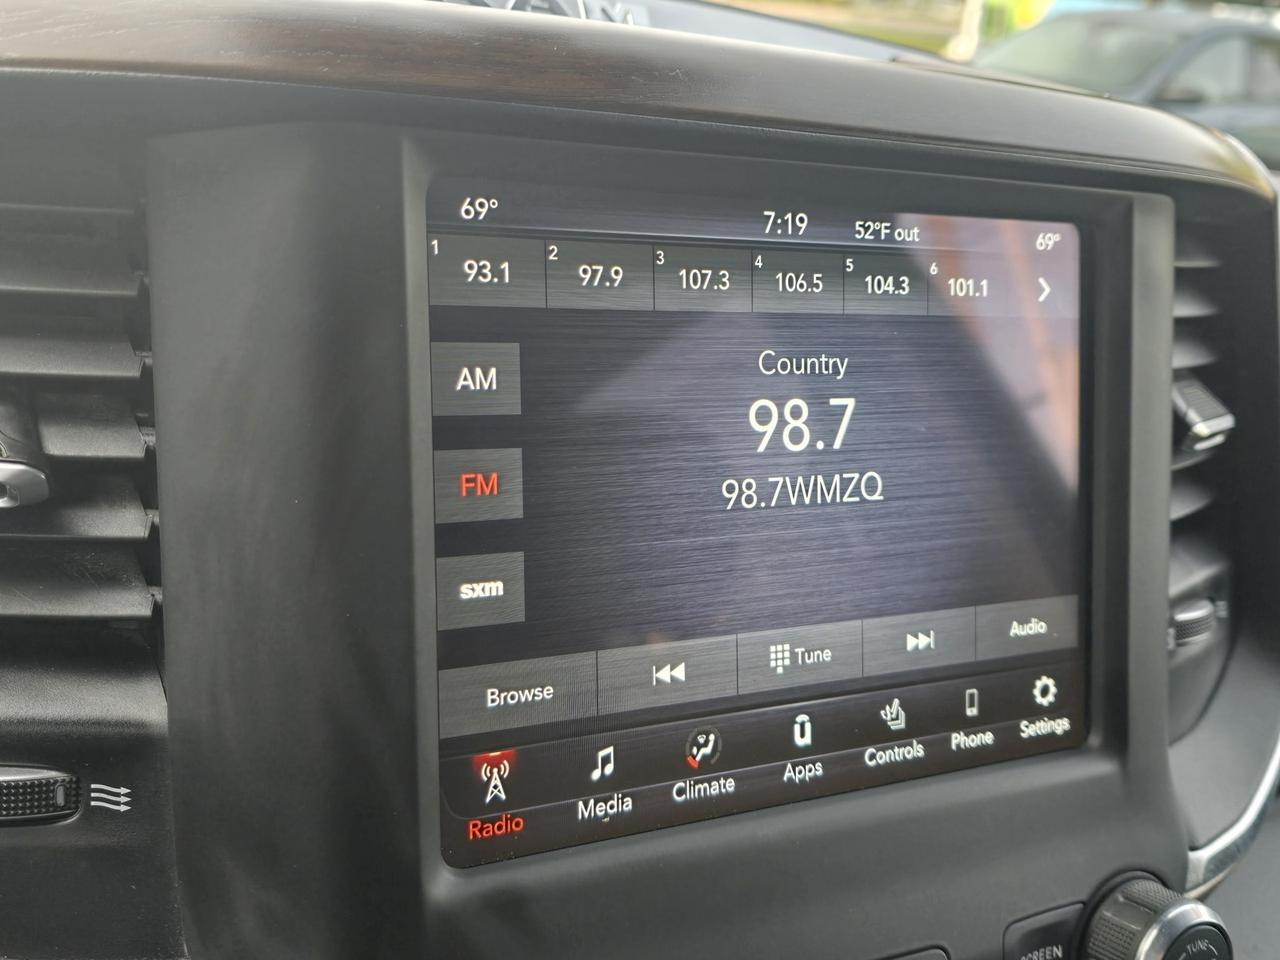 69° 7:19 52°F out 69°
1 93.1 2 97.9 3 107.3 4 106.5 5 104.3 6 101.1
AM
Country
98.7
FM
98.7WMZQ
sxm
Browse Tune Audio
Radio Media Climate Apps Controls Phone Settings
TUNE